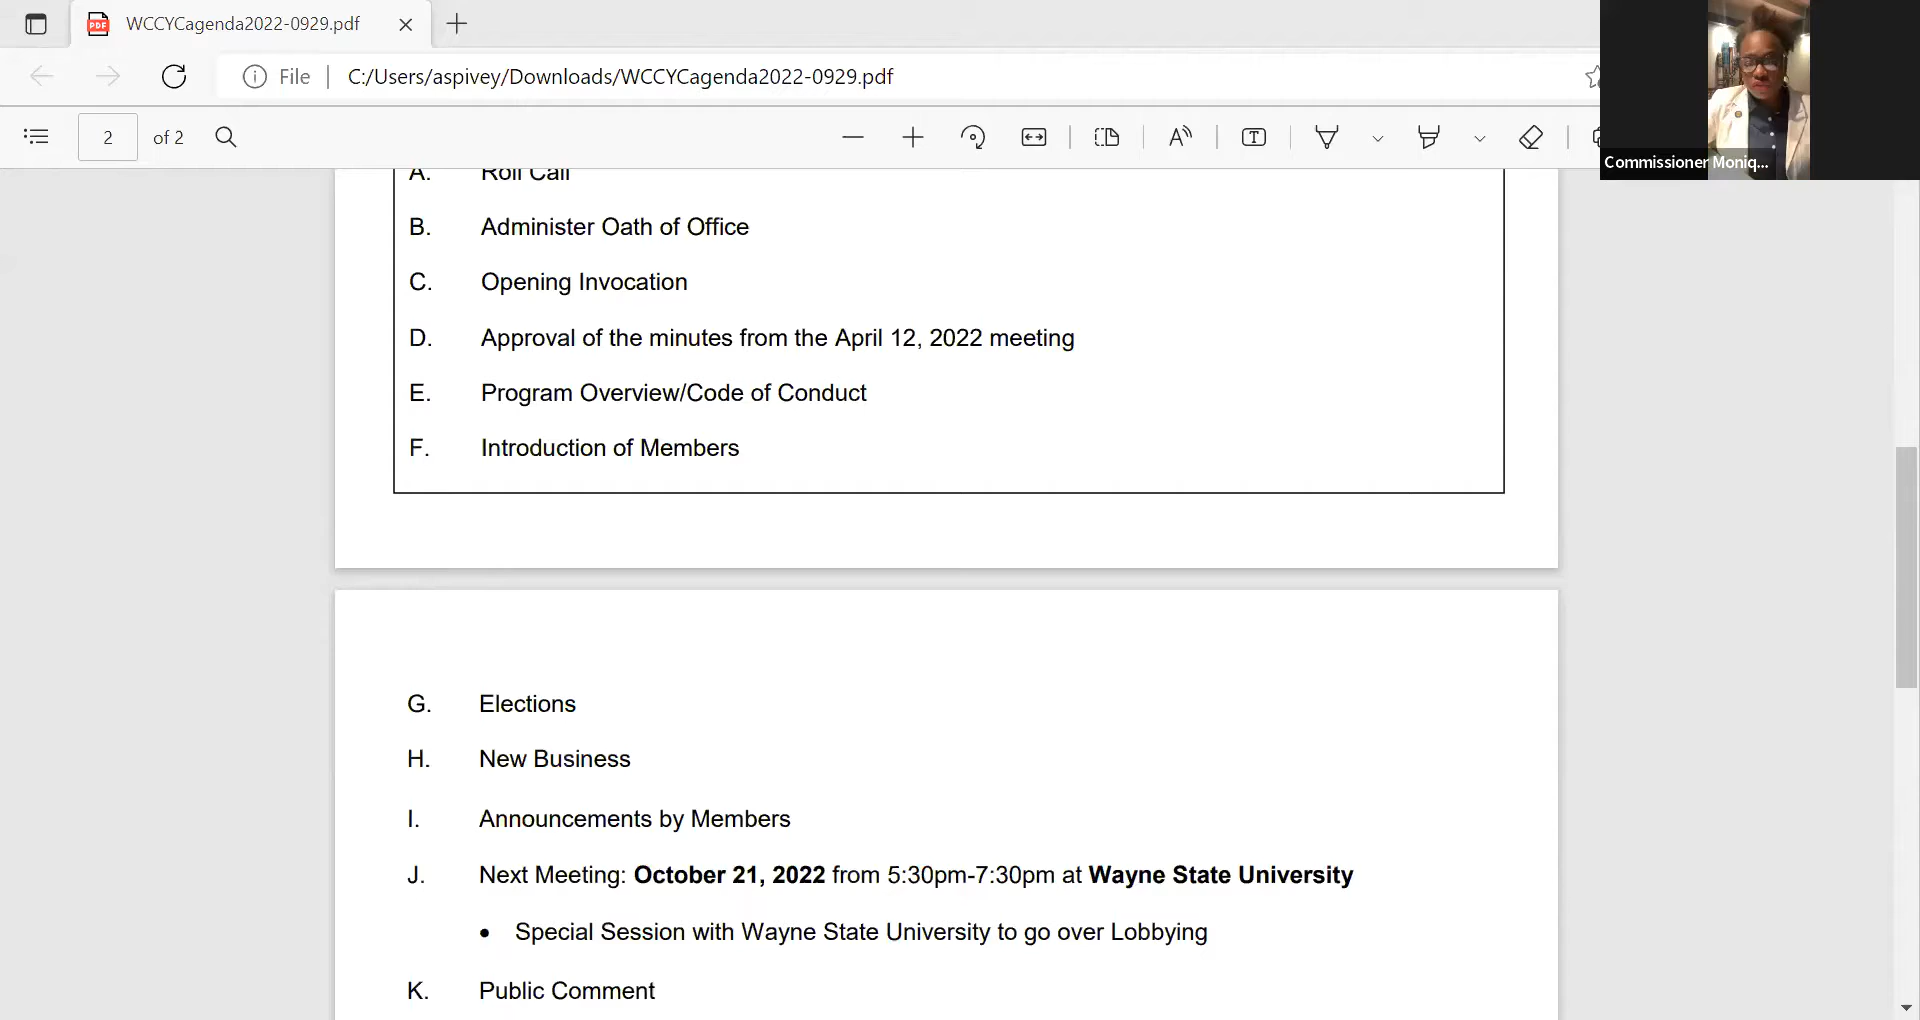 WCCYCagenda2022-0929.pdf
File | C:/Users/aspivey/Downloads/WCCYCagenda2022-0929.pdf
2 of 2
Commissioner Moniq...
A. Roll Call
B. Administer Oath of Office
C. Opening Invocation
D. Approval of the minutes from the April 12, 2022 meeting
E. Program Overview/Code of Conduct
F. Introduction of Members
G. Elections
H. New Business
I. Announcements by Members
J. Next Meeting: October 21, 2022 from 5:30pm-7:30pm at Wayne State University
• Special Session with Wayne State University to go over Lobbying
K. Public Comment